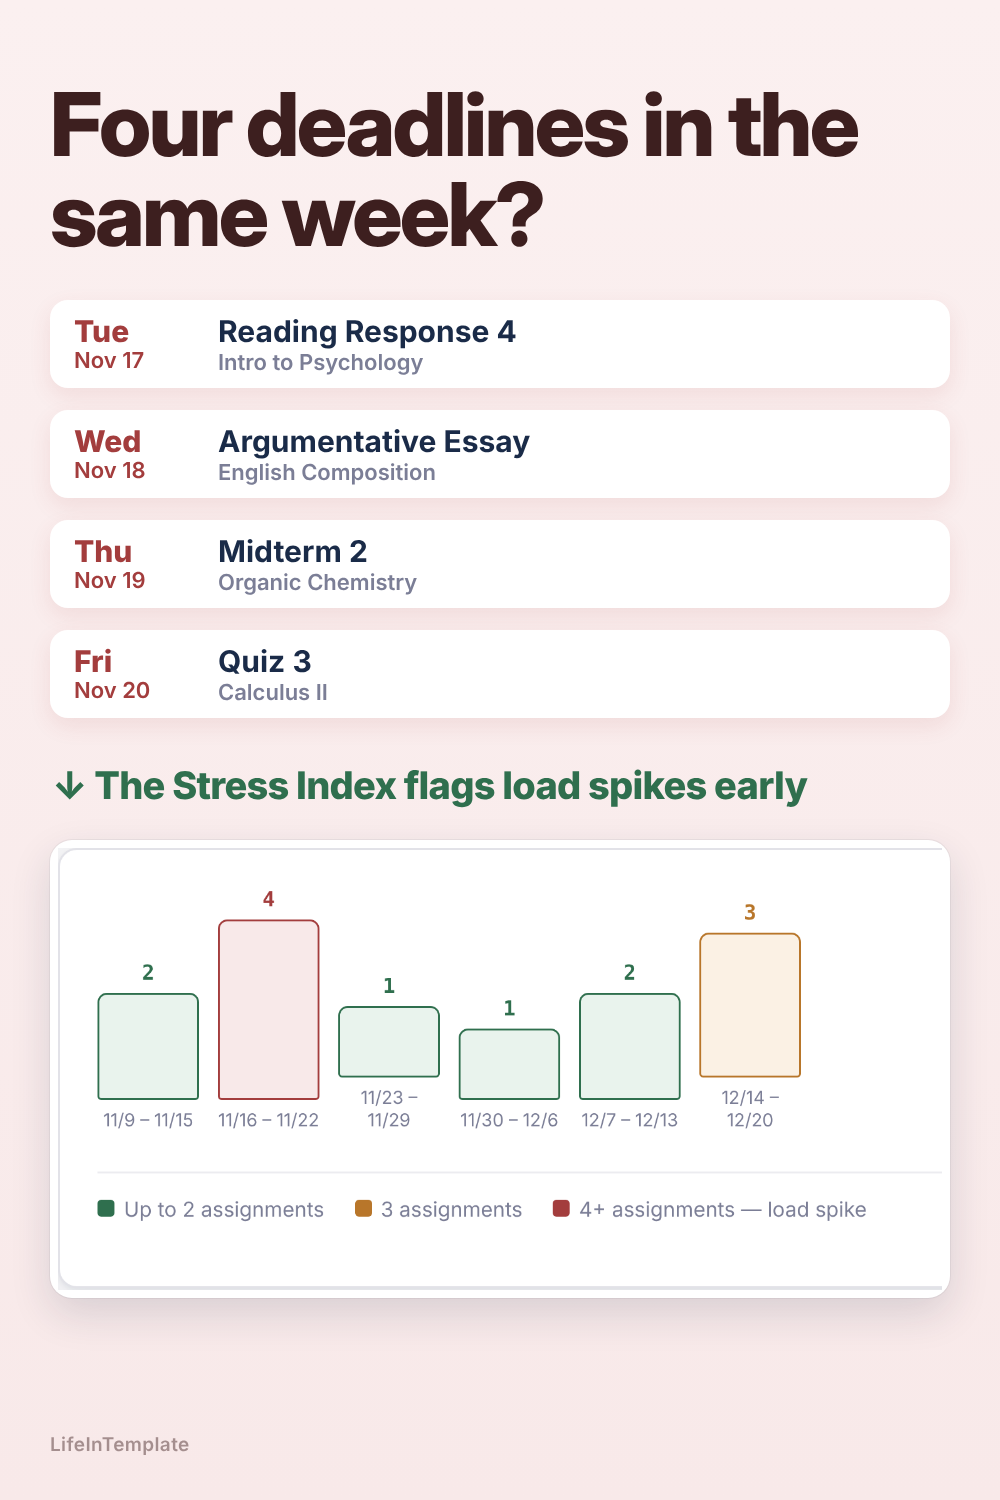 Four deadlines in the
same week?
Tue
Nov 17
Reading Response 4
Intro to Psychology
Wed
Nov 18
Argumentative Essay
English Composition
Thu
Nov 19
Midterm 2
Organic Chemistry
Fri
Nov 20
Quiz 3
Calculus II
↓ The Stress Index flags load spikes early
2
11/9 – 11/15
4
11/16 – 11/22
1
11/23 –
11/29
1
11/30 – 12/6
2
12/7 – 12/13
3
12/14 –
12/20
Up to 2 assignments
3 assignments
4+ assignments — load spike
LifeInTemplate